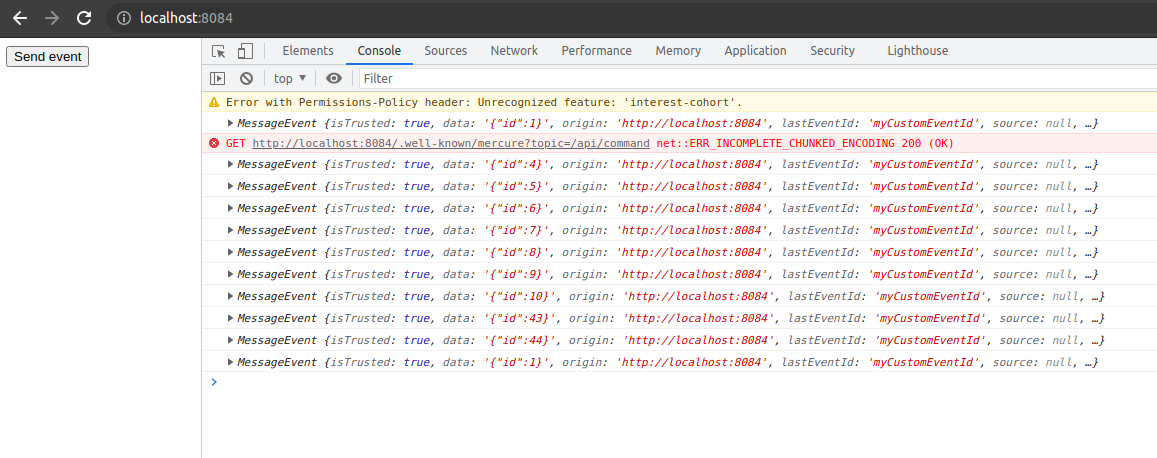 localhost:8084
Send event
Elements Console Sources Network Performance Memory Application Security Lighthouse
top Filter
Error with Permissions-Policy header: Unrecognized feature: 'interest-cohort'.
MessageEvent {isTrusted: true, data: '{"id":1}', origin: 'http://localhost:8084', lastEventId: 'myCustomEventId', source: null, …}
GET http://localhost:8084/.well-known/mercure?topic=/api/command net::ERR_INCOMPLETE_CHUNKED_ENCODING 200 (OK)
MessageEvent {isTrusted: true, data: '{"id":4}', origin: 'http://localhost:8084', lastEventId: 'myCustomEventId', source: null, …}
MessageEvent {isTrusted: true, data: '{"id":5}', origin: 'http://localhost:8084', lastEventId: 'myCustomEventId', source: null, …}
MessageEvent {isTrusted: true, data: '{"id":6}', origin: 'http://localhost:8084', lastEventId: 'myCustomEventId', source: null, …}
MessageEvent {isTrusted: true, data: '{"id":7}', origin: 'http://localhost:8084', lastEventId: 'myCustomEventId', source: null, …}
MessageEvent {isTrusted: true, data: '{"id":8}', origin: 'http://localhost:8084', lastEventId: 'myCustomEventId', source: null, …}
MessageEvent {isTrusted: true, data: '{"id":9}', origin: 'http://localhost:8084', lastEventId: 'myCustomEventId', source: null, …}
MessageEvent {isTrusted: true, data: '{"id":10}', origin: 'http://localhost:8084', lastEventId: 'myCustomEventId', source: null, …}
MessageEvent {isTrusted: true, data: '{"id":43}', origin: 'http://localhost:8084', lastEventId: 'myCustomEventId', source: null, …}
MessageEvent {isTrusted: true, data: '{"id":44}', origin: 'http://localhost:8084', lastEventId: 'myCustomEventId', source: null, …}
MessageEvent {isTrusted: true, data: '{"id":1}', origin: 'http://localhost:8084', lastEventId: 'myCustomEventId', source: null, …}